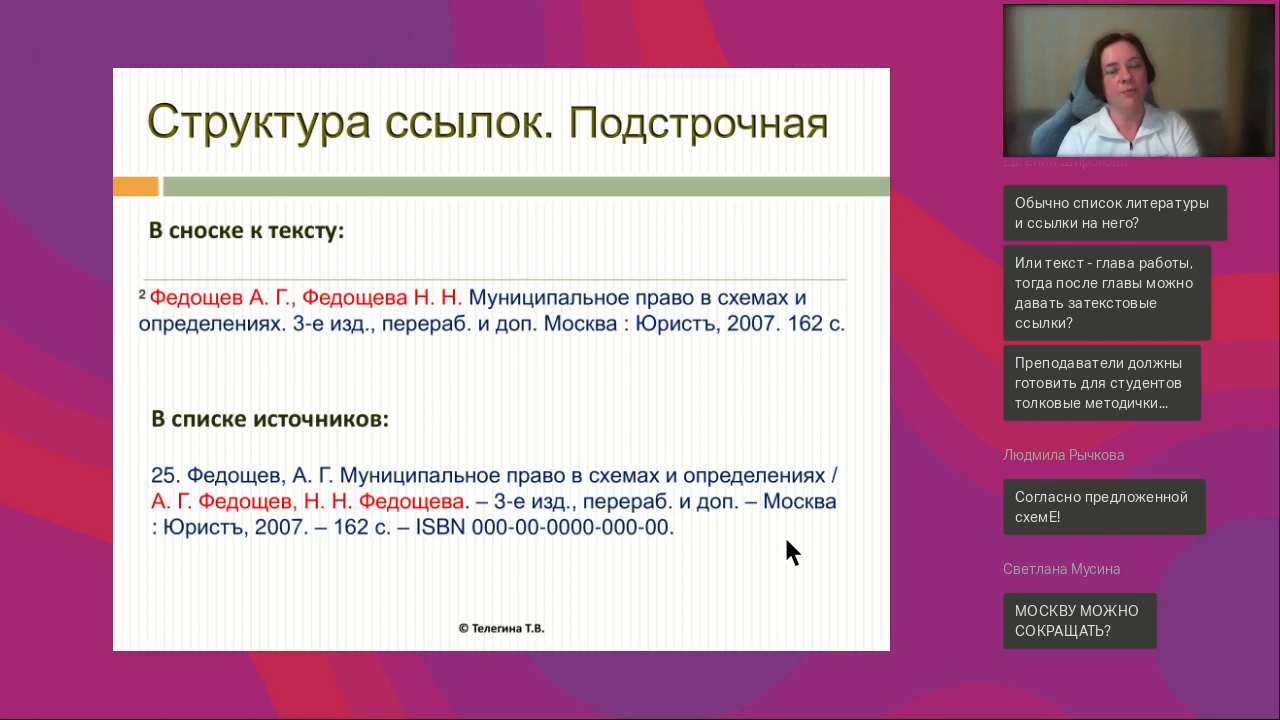 Структура ссылок. Подстрочная
В сноске к тексту:
² Федощев А. Г., Федощева Н. Н. Муниципальное право в схемах и
определениях. 3-е изд., перераб. и доп. Москва : Юристъ, 2007. 162 с.
В списке источников:
25. Федощев, А. Г. Муниципальное право в схемах и определениях /
А. Г. Федощев, Н. Н. Федощева. – 3-е изд., перераб. и доп. – Москва
: Юристъ, 2007. – 162 с. – ISBN 000-00-0000-000-00.
© Телегина Т.В.
Евгения Широкова
Обычно список литературы
и ссылки на него?
Или текст - глава работы,
тогда после главы можно
давать затекстовые
ссылки?
Преподаватели должны
готовить для студентов
толковые методички...
Людмила Рычкова
Согласно предложенной
схемЕ!
Светлана Мусина
МОСКВУ МОЖНО
СОКРАЩАТЬ?